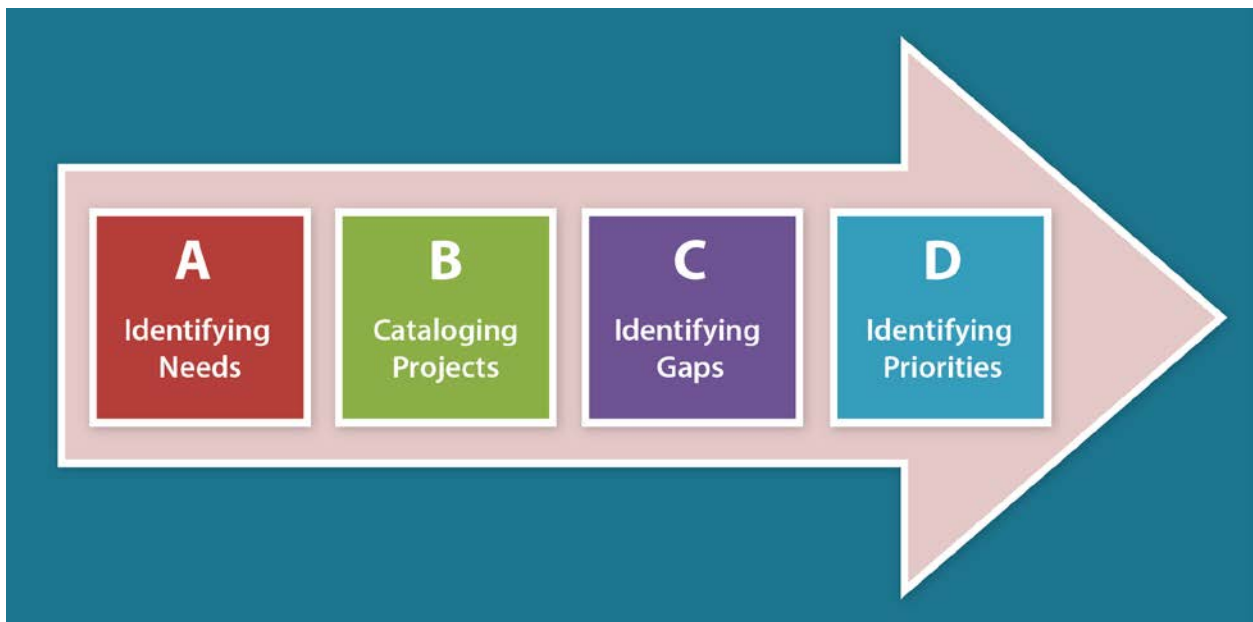 A
Identifying
Needs
B
Cataloging
Projects
C
Identifying
Gaps
D
Identifying
Priorities